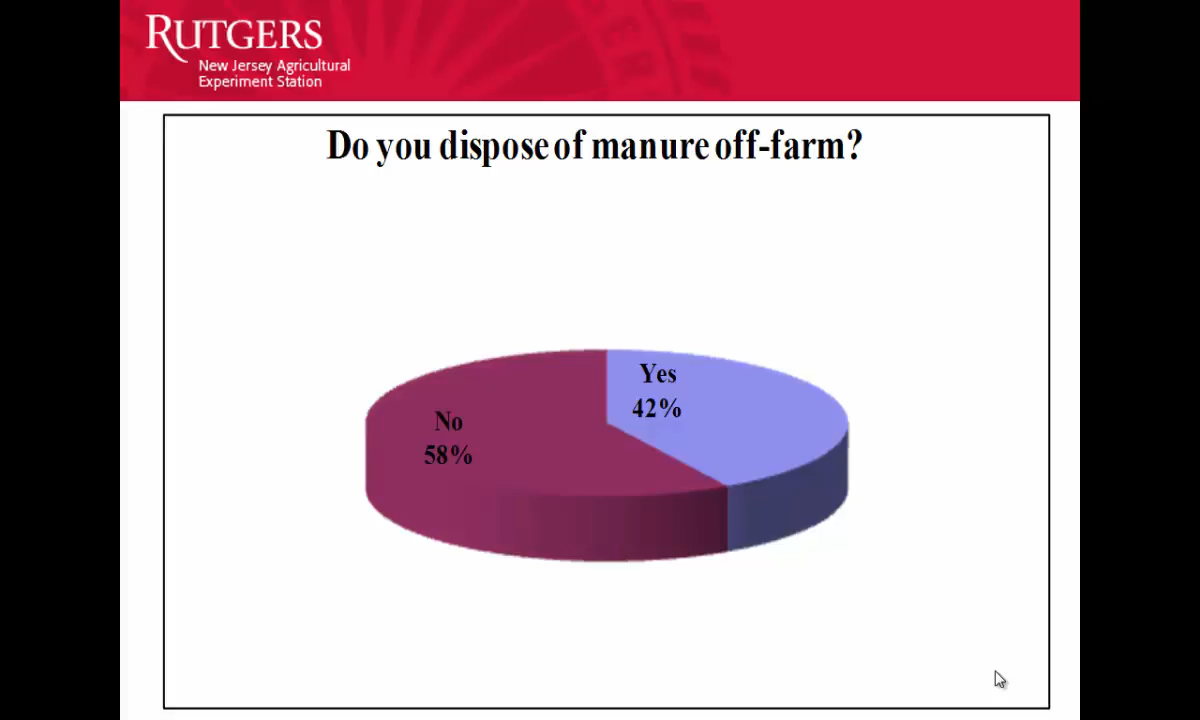 RUTGERS
New Jersey Agricultural
Experiment Station
Do you dispose of manure off-farm?
Yes
42%
No
58%